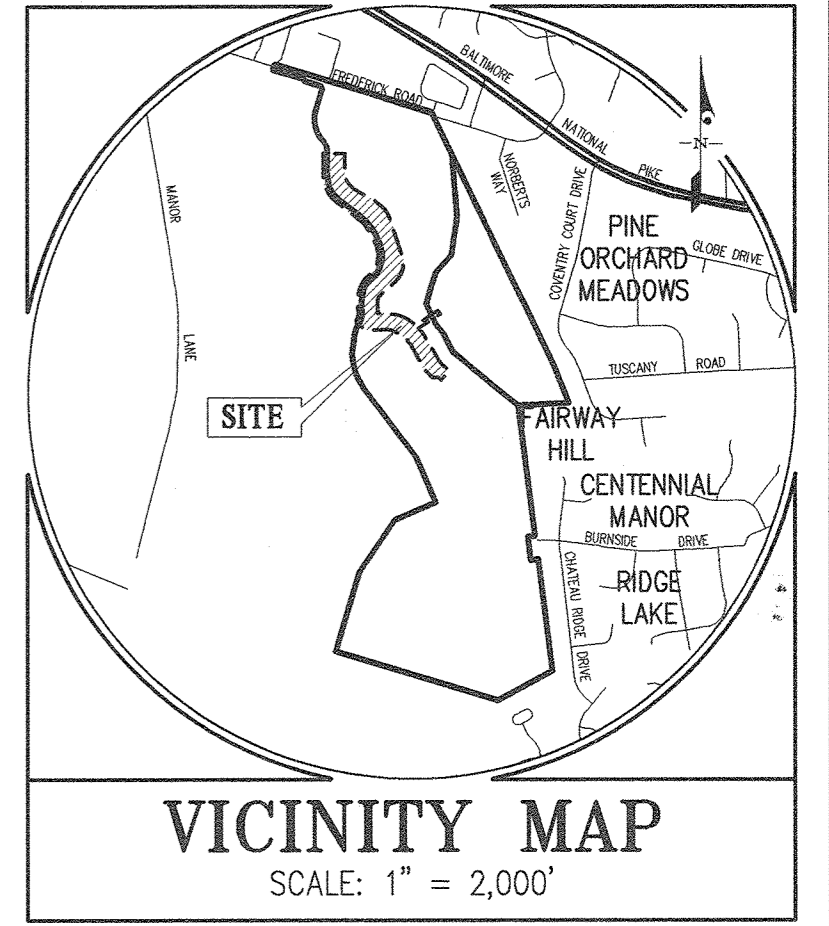 BALTIMORE
NATIONAL
PIKE
FREDERICK ROAD
N
NORBERTS
WAY
MANOR
LANE
COVENTRY COURT DRIVE
PINE
ORCHARD
MEADOWS
GLOBE DRIVE
TUSCANY ROAD
SITE
FAIRWAY
HILL
CENTENNIAL
MANOR
BURNSIDE DRIVE
CHATEAU RIDGE
DRIVE
RIDGE
LAKE
VICINITY MAP
SCALE: 1" = 2,000'